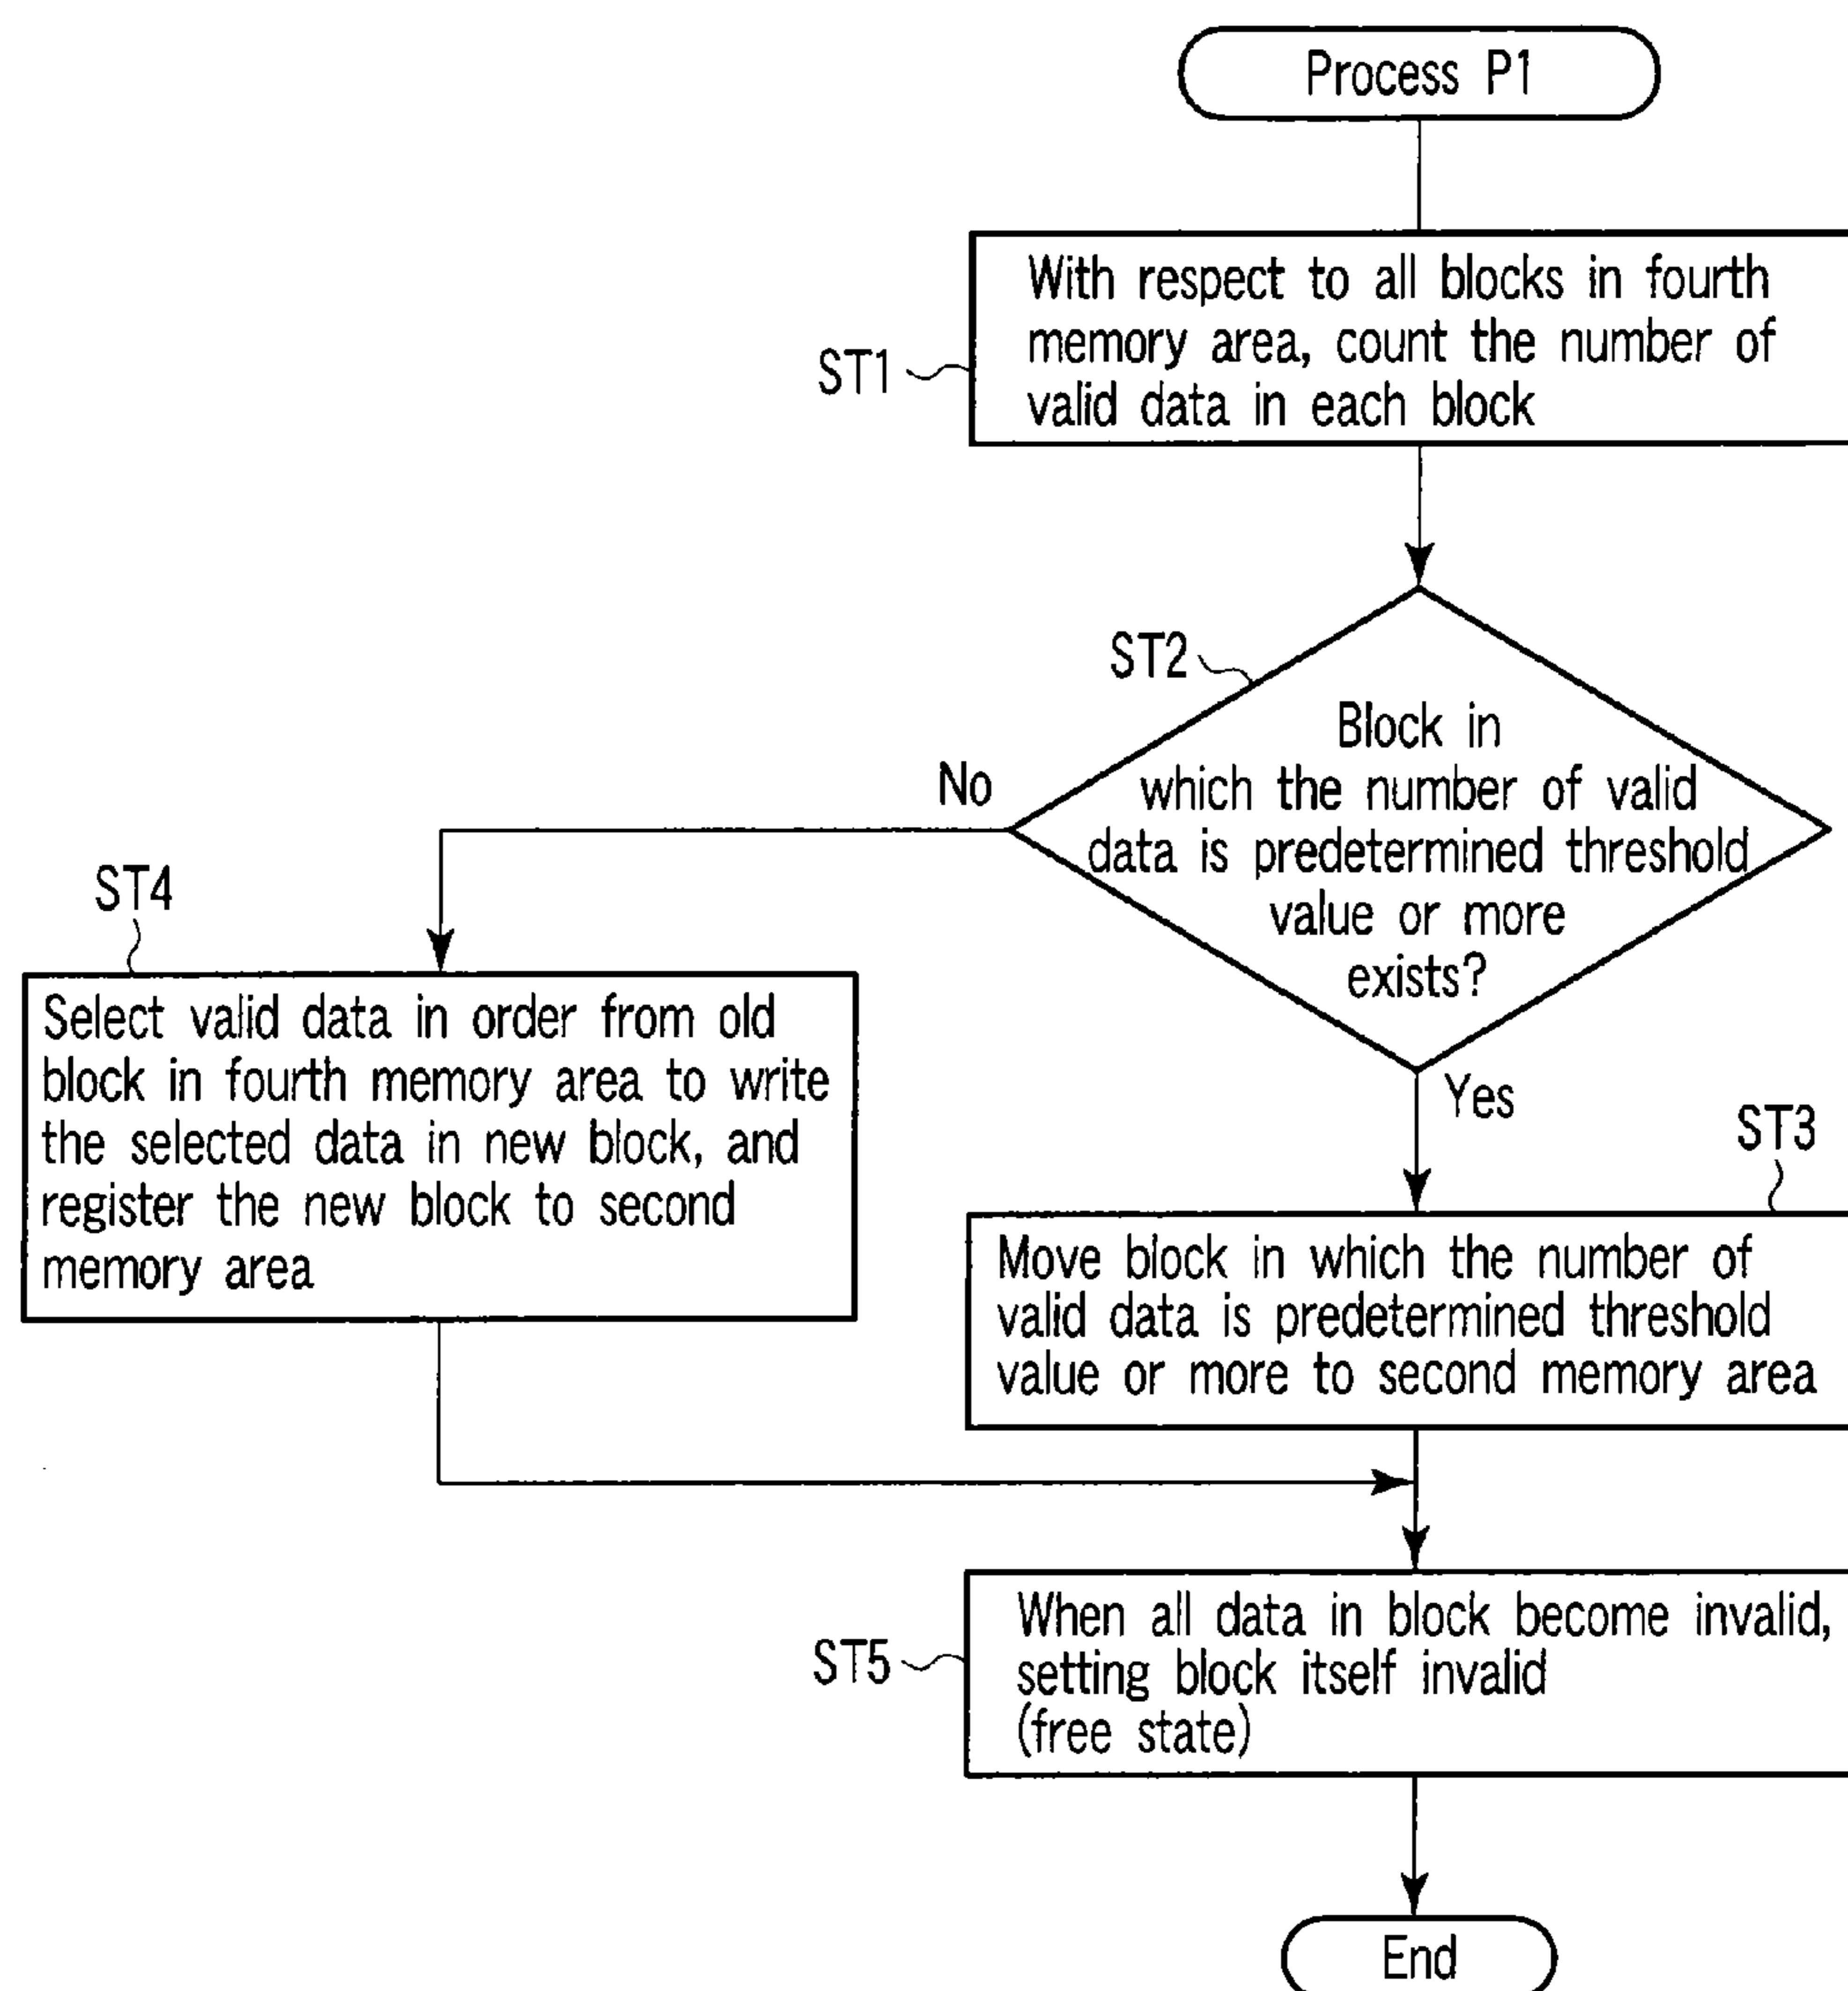 Process P1
With respect to all blocks in fourth
memory area, count the number of
valid data in each block
ST1
ST2
Block in
which the number of valid
data is predetermined threshold
value or more
exists?
No
Yes
ST4
Select valid data in order from old
block in fourth memory area to write
the selected data in new block, and
register the new block to second
memory area
ST3
Move block in which the number of
valid data is predetermined threshold
value or more to second memory area
ST5
When all data in block become invalid,
setting block itself invalid
(free state)
End